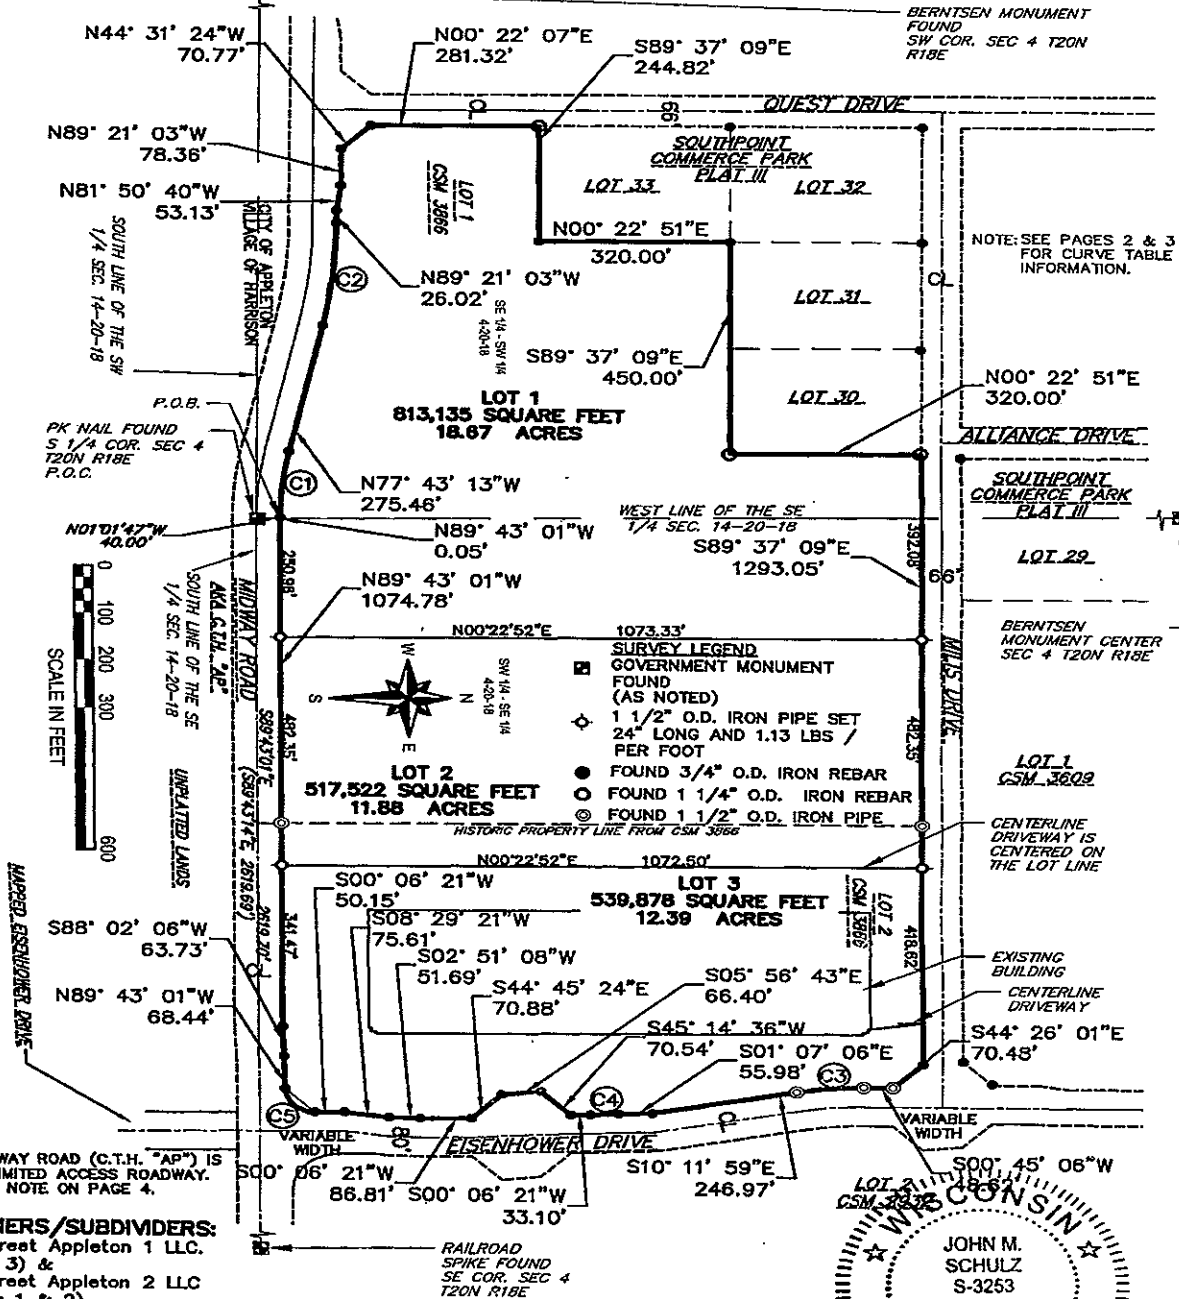 BERNTSEN MONUMENT
FOUND
SW COR. SEC 4 T20N
R18E
N44° 31' 24"W
70.77'
N00° 22' 07"E
281.32'
S89° 37' 09"E
244.82'
CL
66'
QUEST DRIVE
N89° 21' 03"W
78.36'
N81° 50' 40"W
53.13'
LOT 1
CSM 3866
SOUTHPOINT
COMMERCE PARK
PLAT III
LOT 33
LOT 32
N00° 22' 51"E
320.00'
NOTE: SEE PAGES 2 & 3
FOR CURVE TABLE
INFORMATION.
SOUTH LINE OF THE SW
1/4 SEC. 14-20-18
CITY OF APPLETON
VILLAGE OF HARRISON
C2
N89° 21' 03"W
26.02'
SE 1/4 - SW 1/4
4-20-18
LOT 31
CL
S89° 37' 09"E
450.00'
N00° 22' 51"E
320.00'
LOT 30
LOT 1
813,135 SQUARE FEET
18.67 ACRES
P.O.B.
PK NAIL FOUND
S 1/4 COR. SEC 4
T20N R18E
P.O.C.
ALLIANCE DRIVE
SOUTHPOINT
COMMERCE PARK
PLAT III
C1
N77° 43' 13"W
275.46'
WEST LINE OF THE SE
1/4 SEC. 14-20-18
N01°01'47"W
40.00'
N89° 43' 01"W
0.05'
S89° 37' 09"E
1293.05'
392.08'
LOT 29
66'
250.96'
N89° 43' 01"W
1074.78'
0
100
200
300
600
SCALE IN FEET
SOUTH LINE OF THE SE
1/4 SEC. 14-20-18
MIDWAY ROAD
AKA C.T.H. "AP"
N00°22'52"E 1073.33'
BERNTSEN
MONUMENT CENTER
SEC 4 T20N R18E
MILIS DRIVE
W
S
N
E
SW 1/4 - SE 1/4
4-20-18
SURVEY LEGEND
GOVERNMENT MONUMENT
FOUND
(AS NOTED)
1 1/2" O.D. IRON PIPE SET
24" LONG AND 1.13 LBS /
PER FOOT
FOUND 3/4" O.D. IRON REBAR
FOUND 1 1/4" O.D. IRON REBAR
FOUND 1 1/2" O.D. IRON PIPE
482.35'
482.35'
S89°43'01"E 2619.70'
(S89°43'14"E 2619.69')
UNPLATTED LANDS
LOT 1
CSM 3609
LOT 2
517,522 SQUARE FEET
11.88 ACRES
HISTORIC PROPERTY LINE FROM CSM 3866
CENTERLINE
DRIVEWAY IS
CENTERED ON
THE LOT LINE
N00°22'52"E 1072.50'
MAPPED EISENHOWER DRIVE
S00° 06' 21"W
50.15'
LOT 3
539,878 SQUARE FEET
12.39 ACRES
LOT 2
CSM 3866
341.47'
418.62'
S88° 02' 06"W
63.73'
S08° 29' 21"W
75.61'
S02° 51' 08"W
51.69'
S05° 56' 43"E
66.40'
EXISTING
BUILDING
CL
N89° 43' 01"W
68.44'
S44° 45' 24"E
70.88'
CENTERLINE
DRIVEWAY
S45° 14' 36"W
70.54'
S44° 26' 01"E
70.48'
S01° 07' 06"E
55.98'
C5
C4
C3
VARIABLE
WIDTH
80'
EISENHOWER DRIVE
CL
VARIABLE
WIDTH
WAY ROAD (C.T.H. "AP") IS
IMITED ACCESS ROADWAY.
NOTE ON PAGE 4.
S00° 06' 21"W
86.81'
S00° 06' 21"W
33.10'
S10° 11' 59"E
246.97'
S00° 45' 06"W
48.62'
LOT 2
NERS/SUBDIVIDERS:
reet Appleton 1 LLC.
3) &
reet Appleton 2 LLC
1 & 2)
RAILROAD
SPIKE FOUND
SE COR. SEC 4
T20N R18E
WISCONSIN
JOHN M.
SCHULZ
S-3253